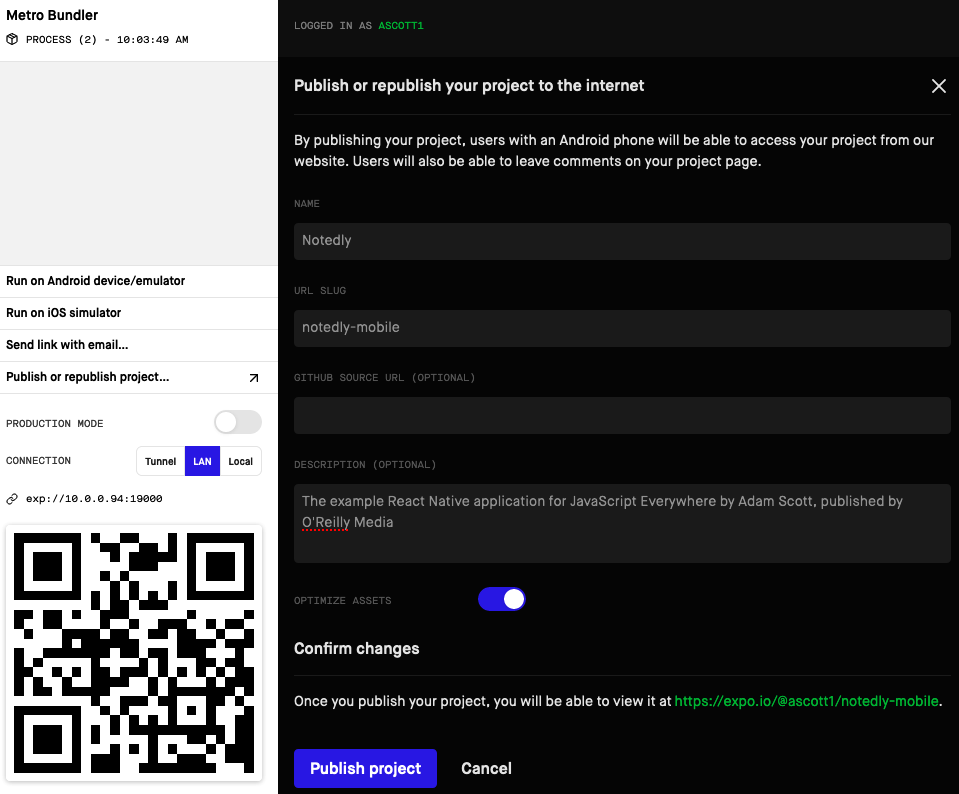 Metro Bundler
PROCESS (2) - 10:03:49 AM
Run on Android device/emulator
Run on iOS simulator
Send link with email...
Publish or republish project...
PRODUCTION MODE
CONNECTION
Tunnel
LAN
Local
exp://10.0.0.94:19000
LOGGED IN AS ASCOTT1
Publish or republish your project to the internet
By publishing your project, users with an Android phone will be able to access your project from our
website. Users will also be able to leave comments on your project page.
NAME
Notedly
URL SLUG
notedly-mobile
GITHUB SOURCE URL (OPTIONAL)
DESCRIPTION (OPTIONAL)
The example React Native application for JavaScript Everywhere by Adam Scott, published by
O'Reilly Media
OPTIMIZE ASSETS
Confirm changes
Once you publish your project, you will be able to view it at https://expo.io/@ascott1/notedly-mobile.
Publish project
Cancel